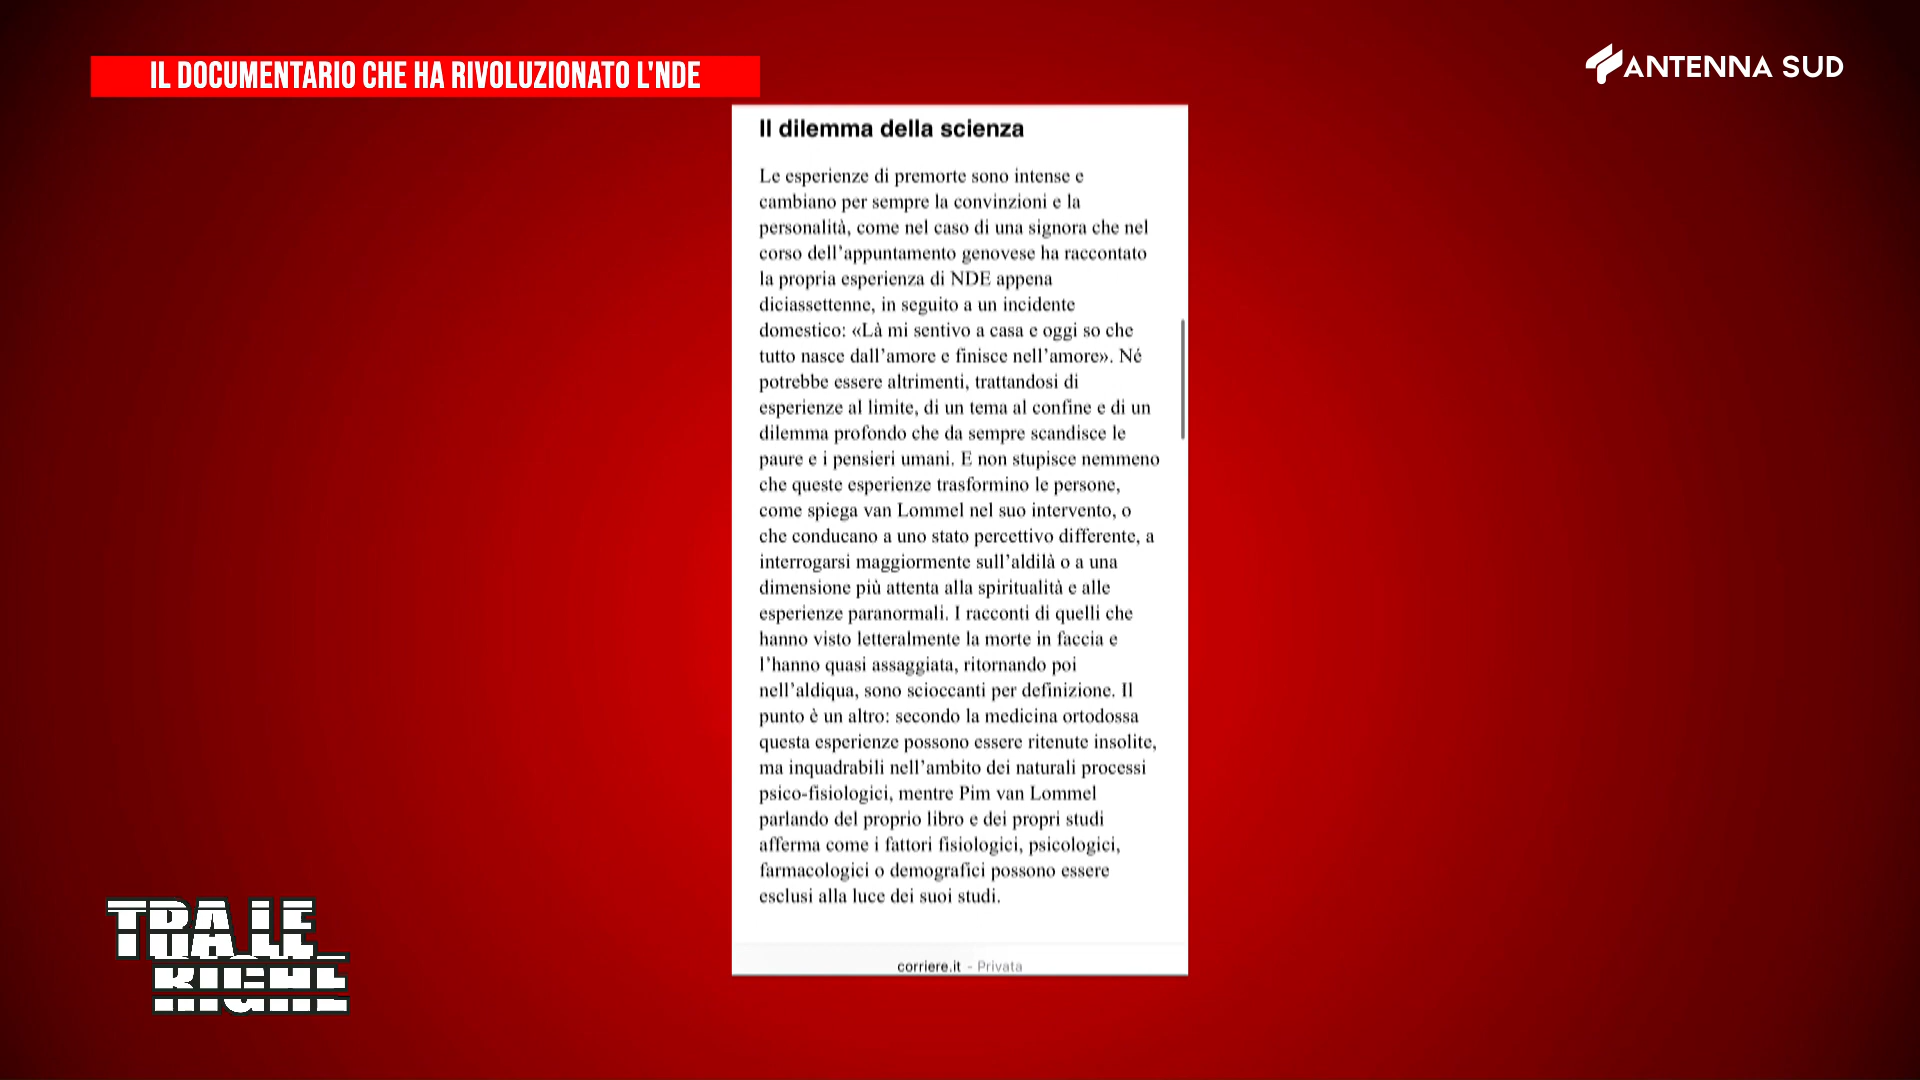 IL DOCUMENTARIO CHE HA RIVOLUZIONATO L'NDE
ANTENNA SUD
Il dilemma della scienza
Le esperienze di premorte sono intense e
cambiano per sempre la convinzioni e la
personalità, come nel caso di una signora che nel
corso dell’appuntamento genovese ha raccontato
la propria esperienza di NDE appena
diciassettenne, in seguito a un incidente
domestico: «Là mi sentivo a casa e oggi so che
tutto nasce dall’amore e finisce nell’amore». Né
potrebbe essere altrimenti, trattandosi di
esperienze al limite, di un tema al confine e di un
dilemma profondo che da sempre scandisce le
paure e i pensieri umani. E non stupisce nemmeno
che queste esperienze trasformino le persone,
come spiega van Lommel nel suo intervento, o
che conducano a uno stato percettivo differente, a
interrogarsi maggiormente sull’aldilà o a una
dimensione più attenta alla spiritualità e alle
esperienze paranormali. I racconti di quelli che
hanno visto letteralmente la morte in faccia e
l’hanno quasi assaggiata, ritornando poi
nell’aldiqua, sono scioccanti per definizione. Il
punto è un altro: secondo la medicina ortodossa
questa esperienze possono essere ritenute insolite,
ma inquadrabili nell’ambito dei naturali processi
psico-fisiologici, mentre Pim van Lommel
parlando del proprio libro e dei propri studi
afferma come i fattori fisiologici, psicologici,
farmacologici o demografici possono essere
esclusi alla luce dei suoi studi.
corriere.it - Privata
TRA LE
RIGHE